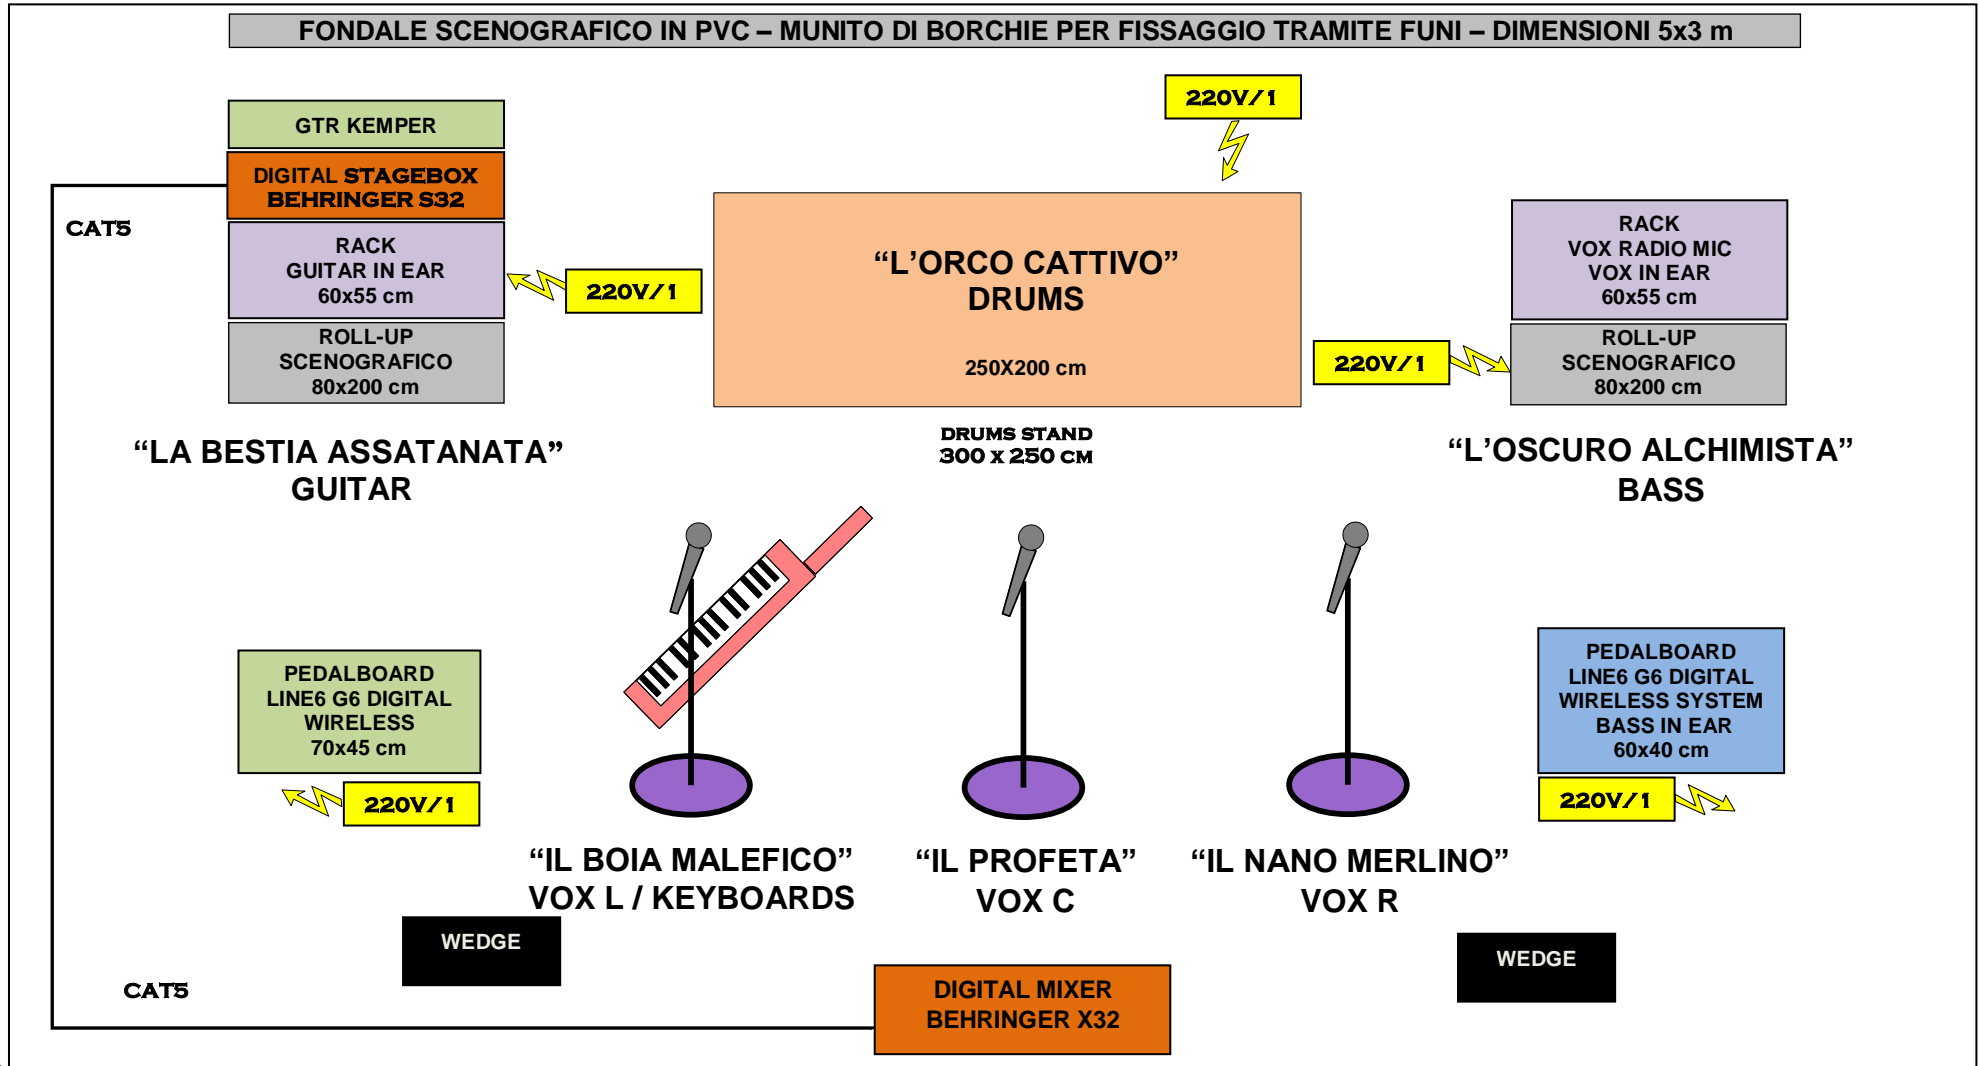 FONDALE SCENOGRAFICO IN PVC – MUNITO DI BORCHIE PER FISSAGGIO TRAMITE FUNI – DIMENSIONI 5x3 m
220V/1
GTR KEMPER
DIGITAL STAGEBOX
BEHRINGER S32
CAT5
RACK
GUITAR IN EAR
60x55 cm
220V/1
ROLL-UP
SCENOGRAFICO
80x200 cm
“L’ORCO CATTIVO”
DRUMS
250X200 cm
RACK
VOX RADIO MIC
VOX IN EAR
60x55 cm
220V/1
ROLL-UP
SCENOGRAFICO
80x200 cm
“LA BESTIA ASSATANATA”
GUITAR
DRUMS STAND
300 x 250 CM
“L’OSCURO ALCHIMISTA”
BASS
PEDALBOARD
LINE6 G6 DIGITAL
WIRELESS
70x45 cm
220V/1
PEDALBOARD
LINE6 G6 DIGITAL
WIRELESS SYSTEM
BASS IN EAR
60x40 cm
220V/1
“IL BOIA MALEFICO”
VOX L / KEYBOARDS
“IL PROFETA”
VOX C
“IL NANO MERLINO”
VOX R
WEDGE
WEDGE
CAT5
DIGITAL MIXER
BEHRINGER X32